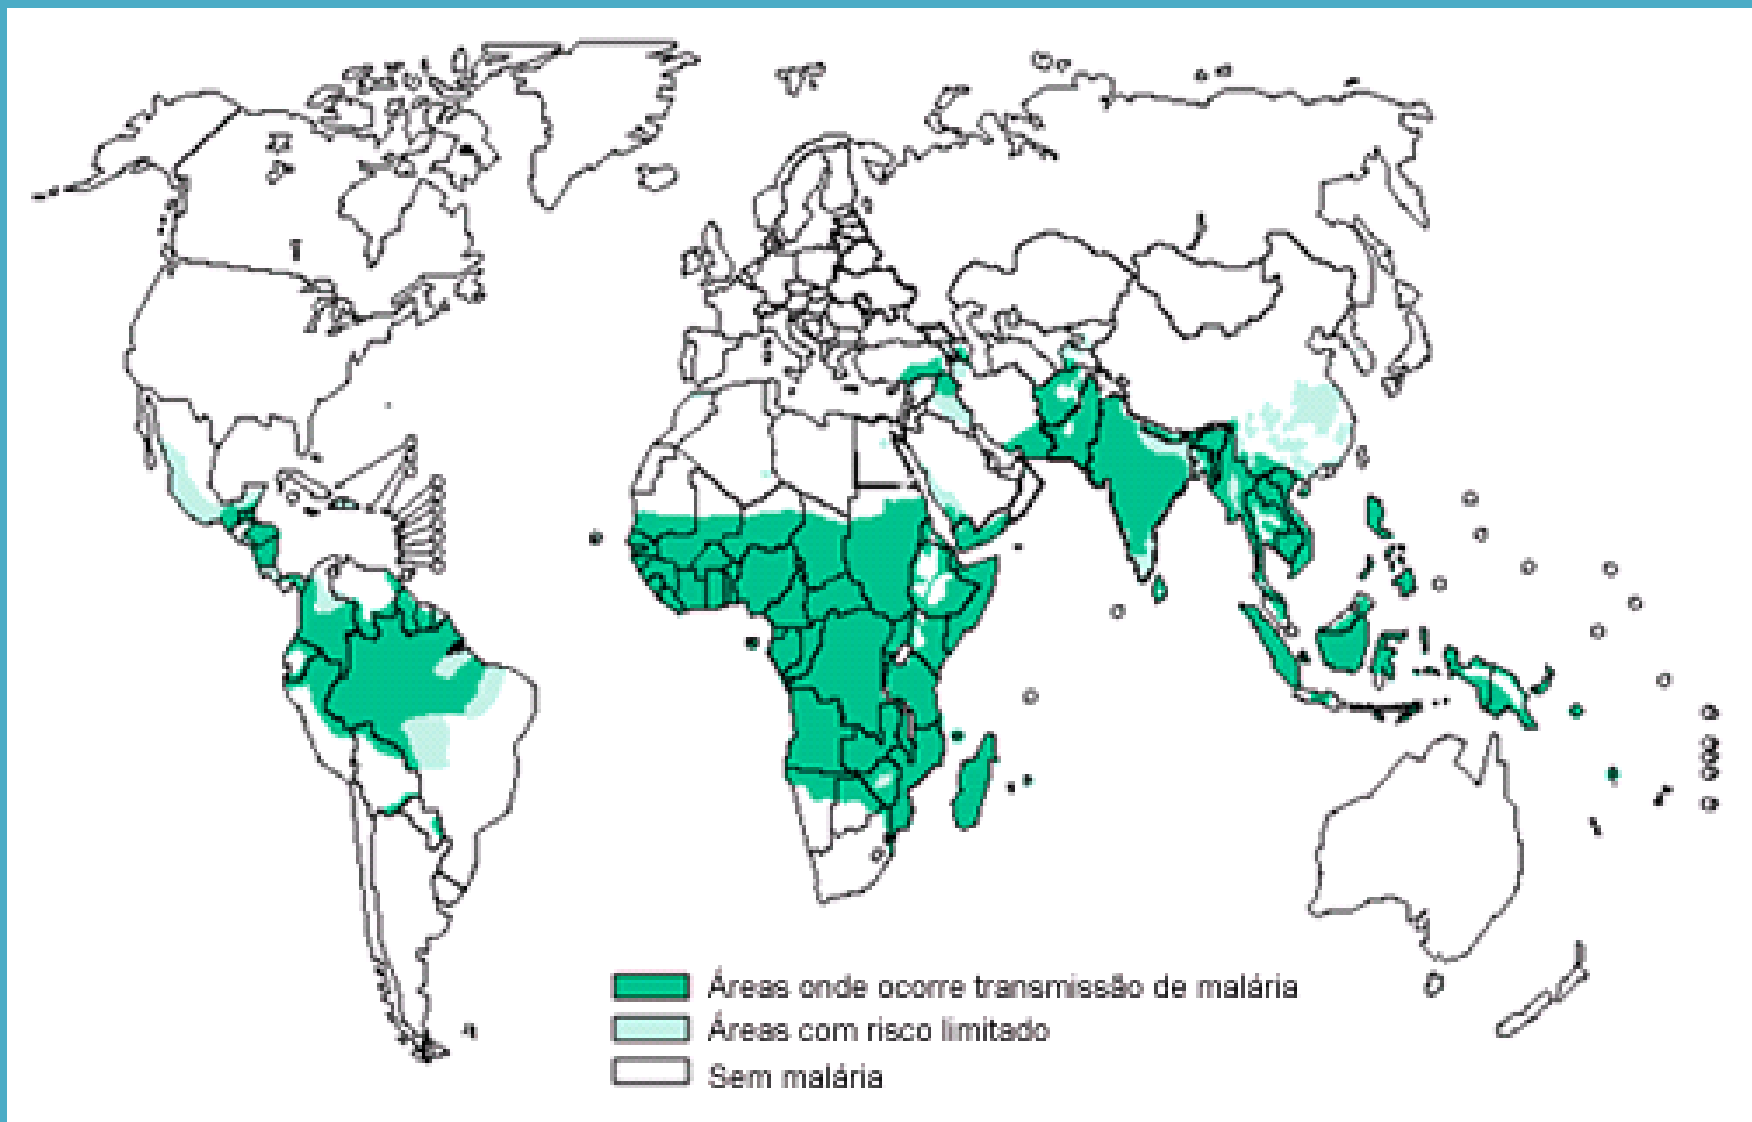 Áreas onde ocorre transmissão de malária
Áreas com risco limitado
Sem malária